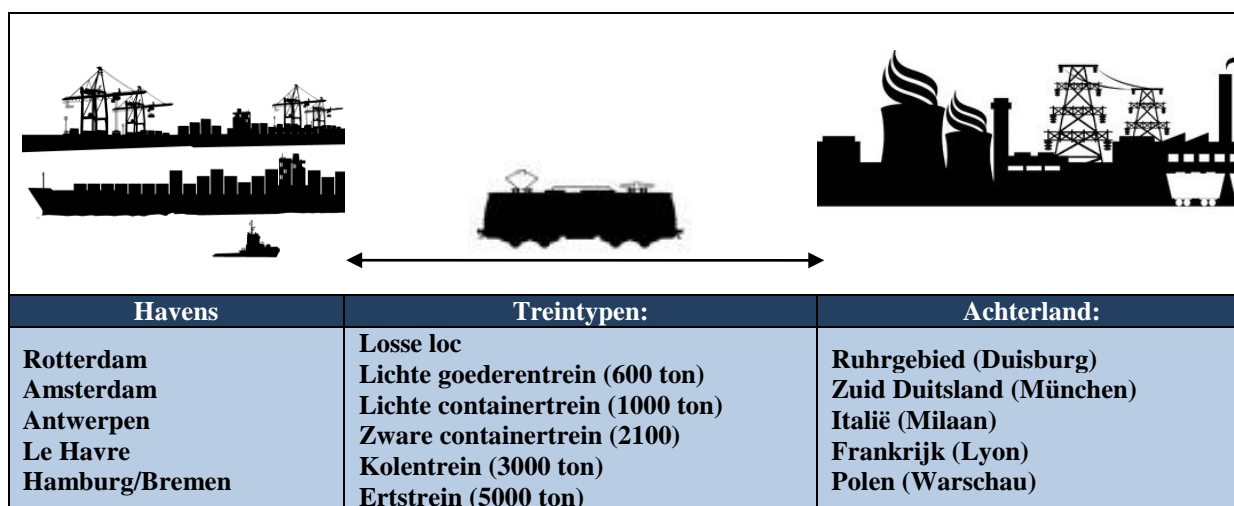 Havens
Treintypen:
Achterland:
Rotterdam
Amsterdam
Antwerpen
Le Havre
Hamburg/Bremen
Losse loc
Lichte goederentrein (600 ton)
Lichte containertrein (1000 ton)
Zware containertrein (2100)
Kolentrein (3000 ton)
Ertstrein (5000 ton)
Ruhrgebied (Duisburg)
Zuid Duitsland (München)
Italië (Milaan)
Frankrijk (Lyon)
Polen (Warschau)